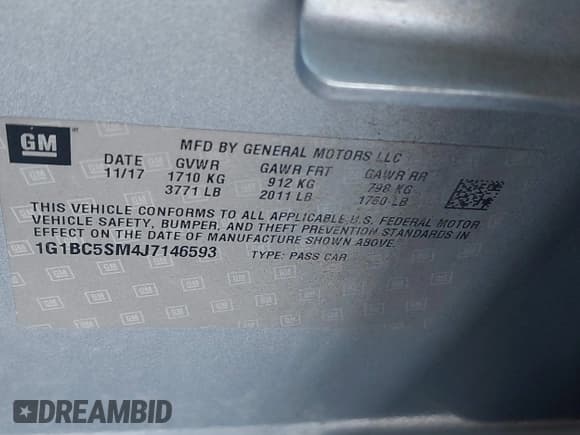 GM
MFD BY GENERAL MOTORS LLC
DATE GVWR GAWR FRT GAWR RR
11/17 1710 KG 912 KG 798 KG
3771 LB 2011 LB 1760 LB
THIS VEHICLE CONFORMS TO ALL APPLICABLE U.S. FEDERAL MOTOR
VEHICLE SAFETY, BUMPER, AND THEFT PREVENTION STANDARDS
IN EFFECT ON THE DATE OF MANUFACTURE SHOWN ABOVE.
1G1BC5SM4J7146593 TYPE: PASS CAR
DREAMBID